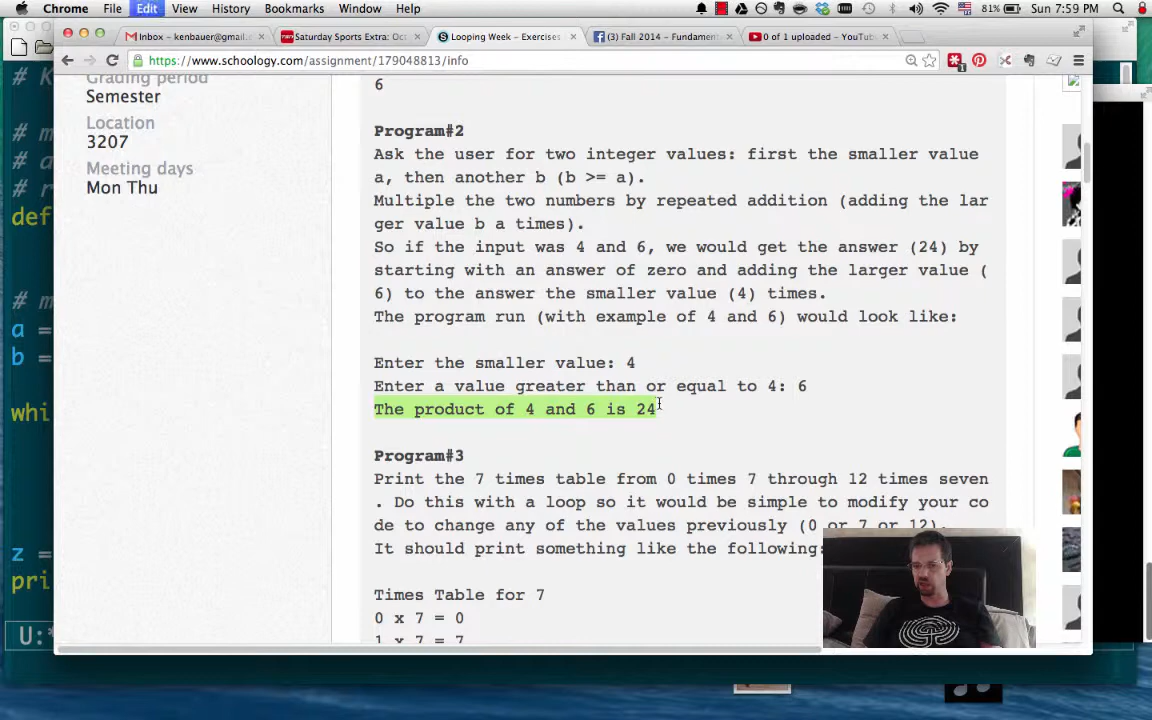 Chrome File Edit View History Bookmarks Window Help 81% Sun 7:59 PM
Inbox - kenbauer@gmail.c
Saturday Sports Extra: Oc
Looping Week - Exercises
(3) Fall 2014 - Fundamen
0 of 1 uploaded - YouTu
https://www.schoology.com/assignment/179048813/info
Grading period
Semester
Location
3207
Meeting days
Mon Thu
6
Program#2
Ask the user for two integer values: first the smaller value
a, then another b (b >= a).
Multiple the two numbers by repeated addition (adding the lar
ger value b a times).
So if the input was 4 and 6, we would get the answer (24) by
starting with an answer of zero and adding the larger value (
6) to the answer the smaller value (4) times.
The program run (with example of 4 and 6) would look like:
Enter the smaller value: 4
Enter a value greater than or equal to 4: 6
The product of 4 and 6 is 24
Program#3
Print the 7 times table from 0 times 7 through 12 times seven
. Do this with a loop so it would be simple to modify your co
de to change any of the values previously (0 or 7 or 12).
It should print something like the following:
Times Table for 7
0 x 7 = 0
1 x 7 = 7
# K
# m
# a
# r
def
# m
a =
b =
whi
z =
pri
U: